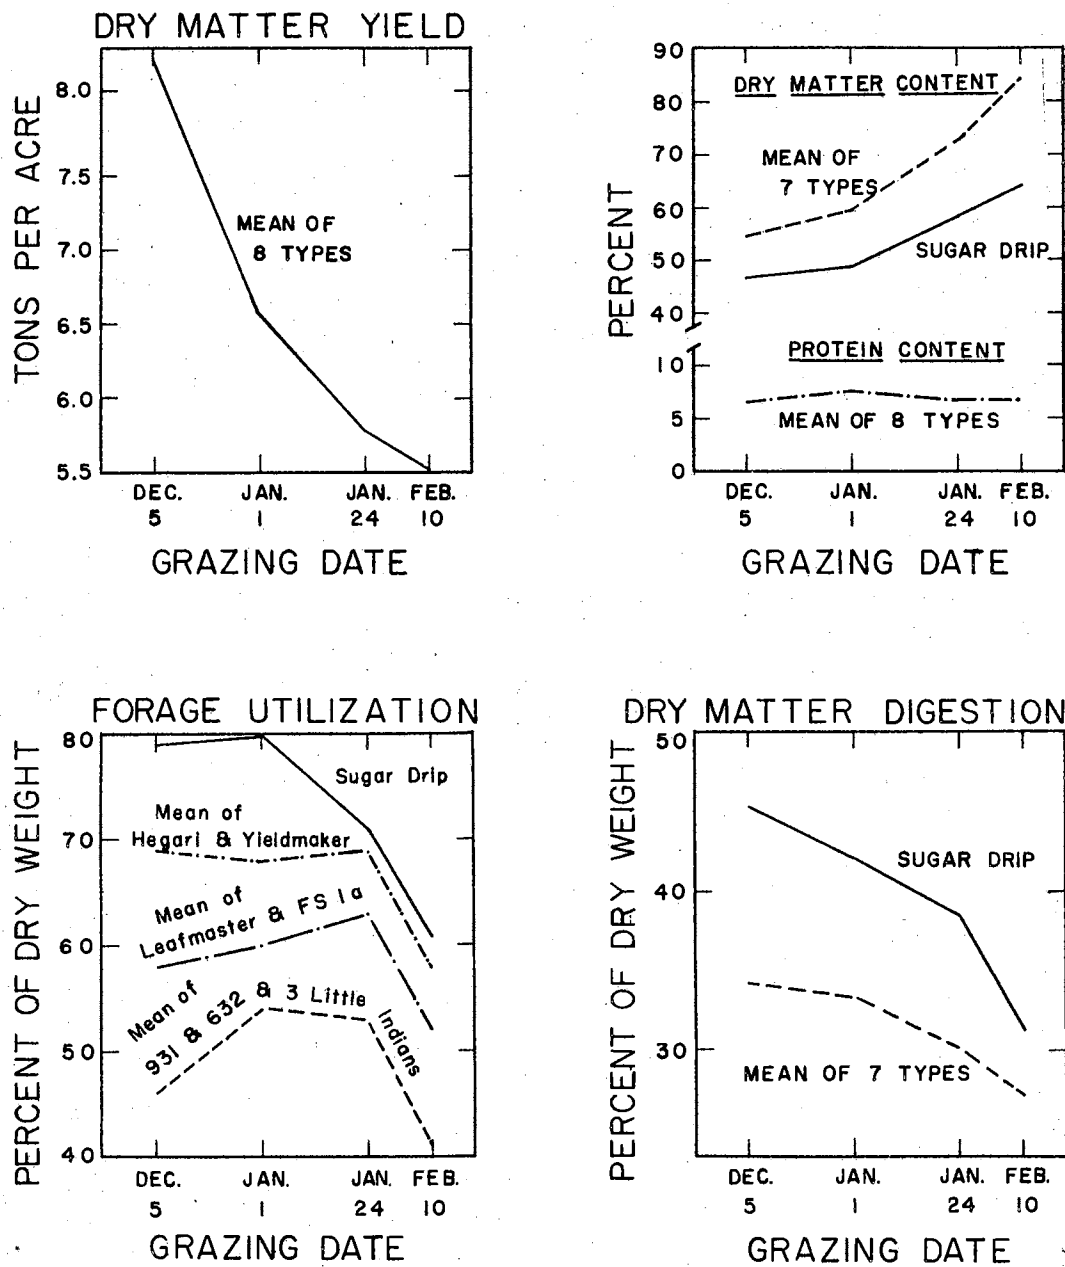 DRY MATTER YIELD
TONS PER ACRE
8.0
7.5
7.0
6.5
6.0
5.5
MEAN OF
8 TYPES
DEC. JAN. JAN. FEB.
5 1 24 10
GRAZING DATE
PERCENT
90
80
70
60
50
40
10
5
0
DRY MATTER CONTENT
MEAN OF
7 TYPES
SUGAR DRIP
PROTEIN CONTENT
MEAN OF 8 TYPES
DEC. JAN. JAN. FEB.
5 1 24 10
GRAZING DATE
FORAGE UTILIZATION
PERCENT OF DRY WEIGHT
80
70
60
50
40
Sugar Drip
Mean of
Hegari & Yieldmaker
Mean of
Leafmaster & FS 1a
Mean of
931 & 632 & 3 Little
Indians
DEC. JAN. JAN. FEB.
5 1 24 10
GRAZING DATE
DRY MATTER DIGESTION
PERCENT OF DRY WEIGHT
50
40
30
SUGAR DRIP
MEAN OF 7 TYPES
DEC. JAN. JAN. FEB.
5 1 24 10
GRAZING DATE